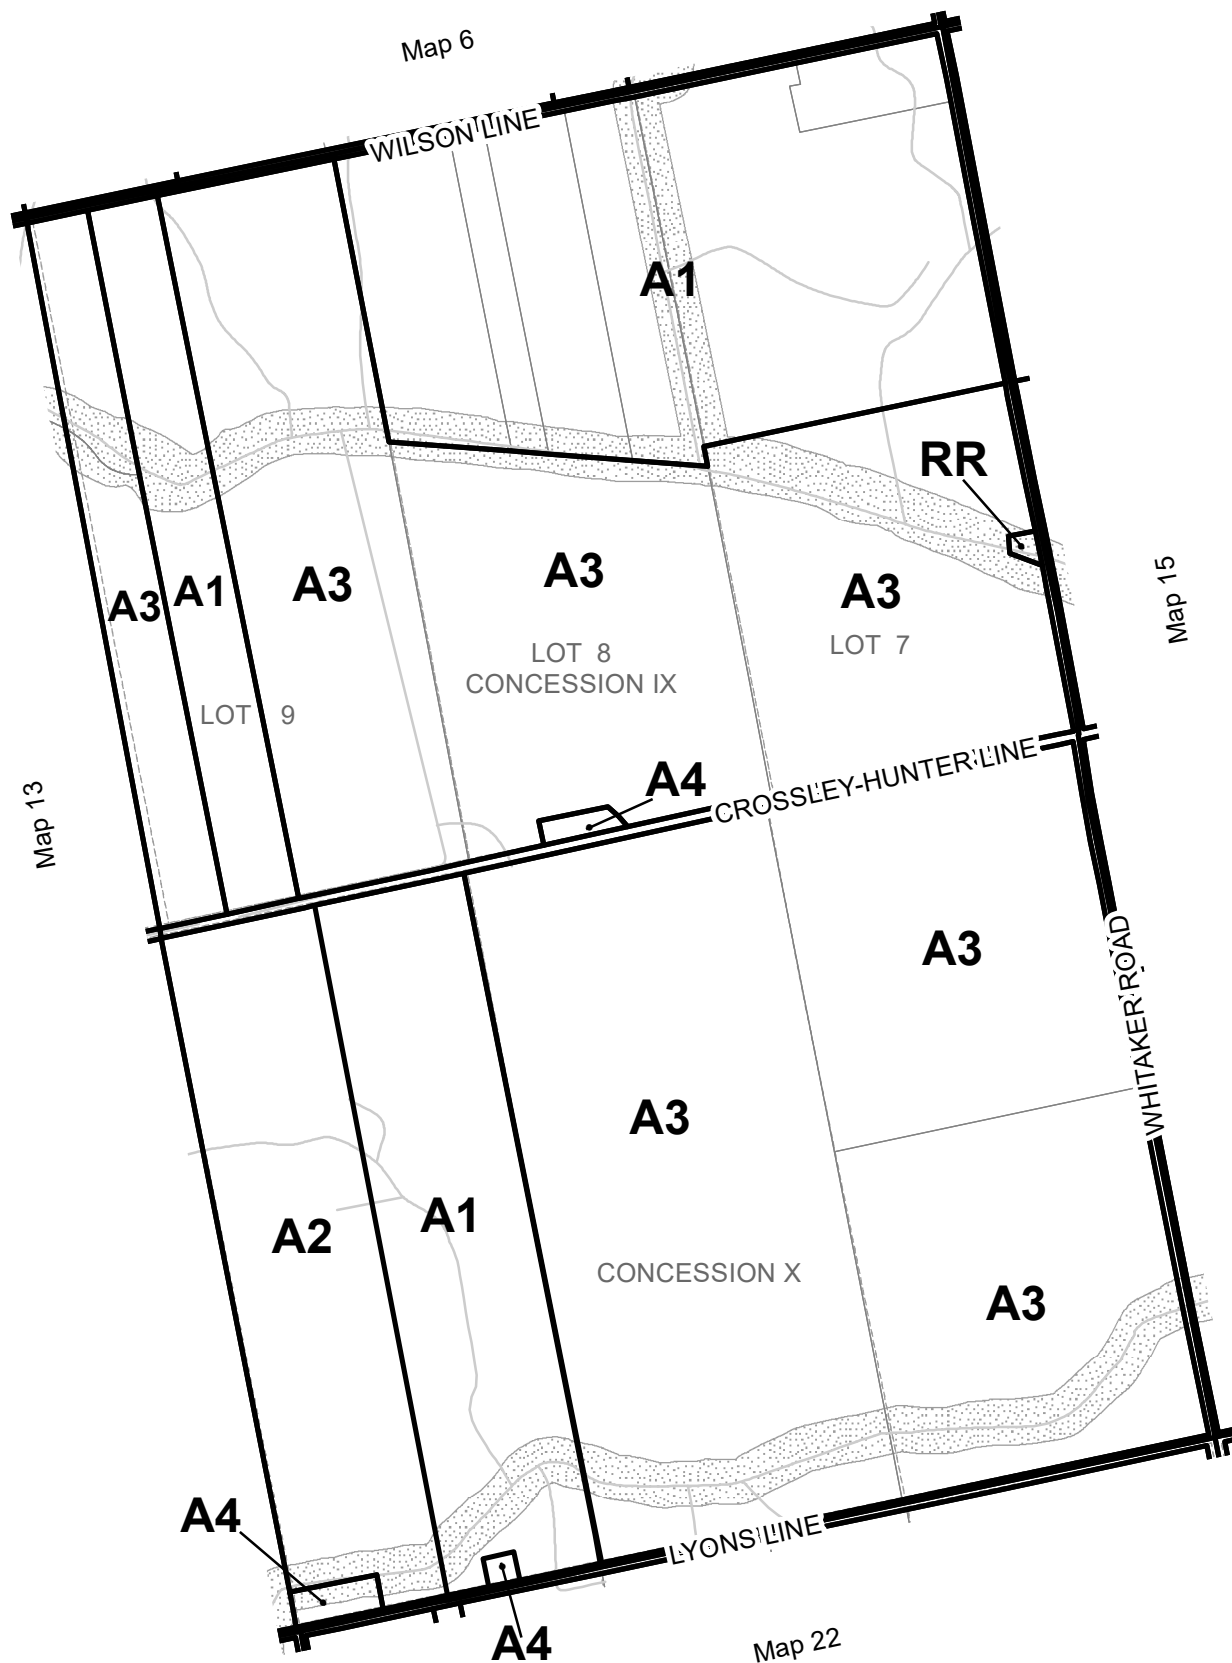 Map 6
WILSON LINE
A1
RR
A3
A1
A3
A3
A3
LOT 8
CONCESSION IX
LOT 7
Map 15
LOT 9
CROSSLEY-HUNTER LINE
A4
Map 13
A3
WHITAKER ROAD
A3
A2
A1
CONCESSION X
A3
A4
LYONS LINE
A4
Map 22